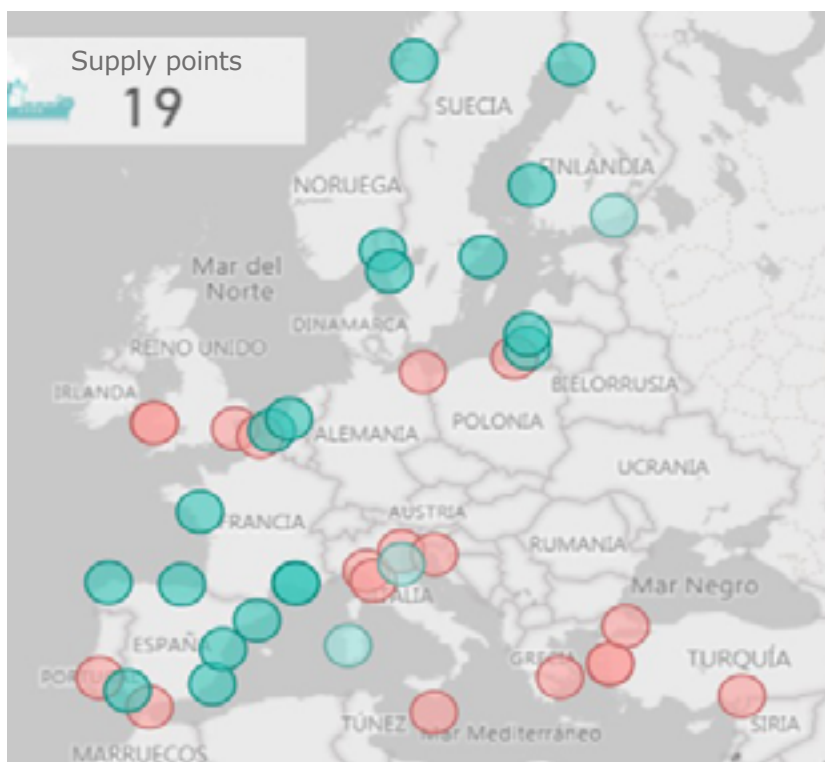 Supply points
19
SUECIA
FINLANDIA
NORUEGA
Mar del
Norte
DINAMARCA
REINO UNIDO
IRLANDA
BIELORRUSIA
POLONIA
ALEMANIA
UCRANIA
AUSTRIA
FRANCIA
RUMANIA
Mar Negro
ITALIA
ESPAÑA
GRECIA
TURQUÍA
PORTUGAL
TÚNEZ
Mar Mediterráneo
SIRIA
MARRUECOS